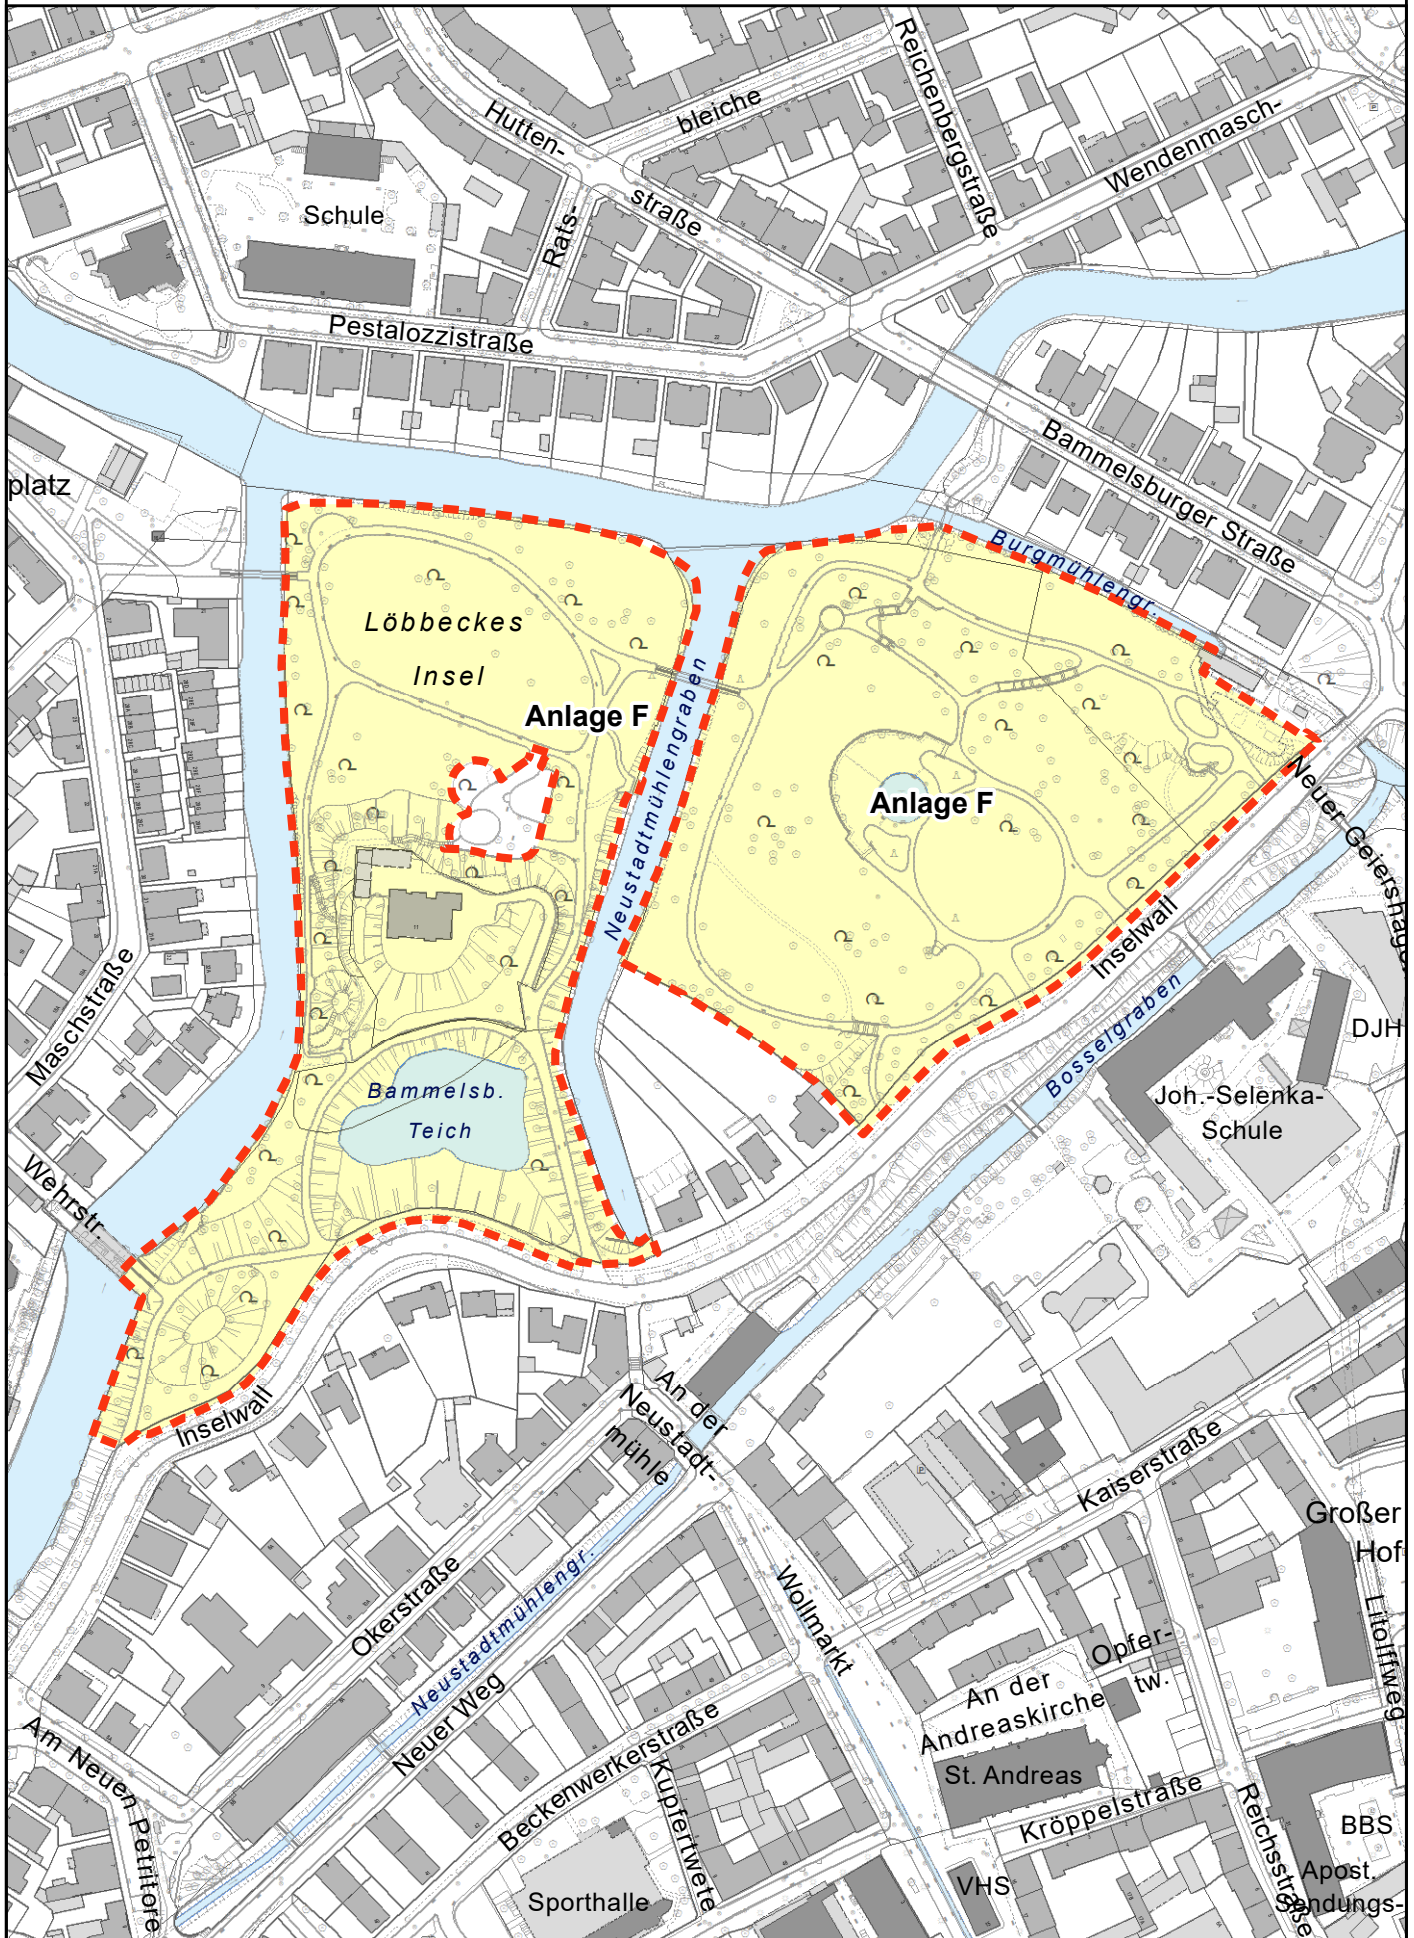 Reichenbergstraße
bleiche
Hutten-
straße
Wendenmasch-
Schule
Rats-
Pestalozzistraße
Bammelsburger Straße
platz
Burgmühlengr.
Löbbeckes
Insel
Anlage F
Neustadtmühlengraben
Anlage F
Neuer Geiershagen
Inselwall
Maschstraße
Bosselgraben
DJH
Joh.-Selenka-
Schule
Bammelsb.
Teich
Wehrstr.
Inselwall
An der
Neustadt-
mühle
Kaiserstraße
Großer
Hof
Okerstraße
Neustadtmühlengr.
Wollmarkt
Litolffweg
Opfer-
tw.
An der
Andreaskirche
Neuer Weg
Am Neuen Petritore
Beckenwerkerstraße
Kupfertwete
St. Andreas
Kröppelstraße
Reichsstraße
BBS
Sporthalle
VHS
Apost.
Sendungs-